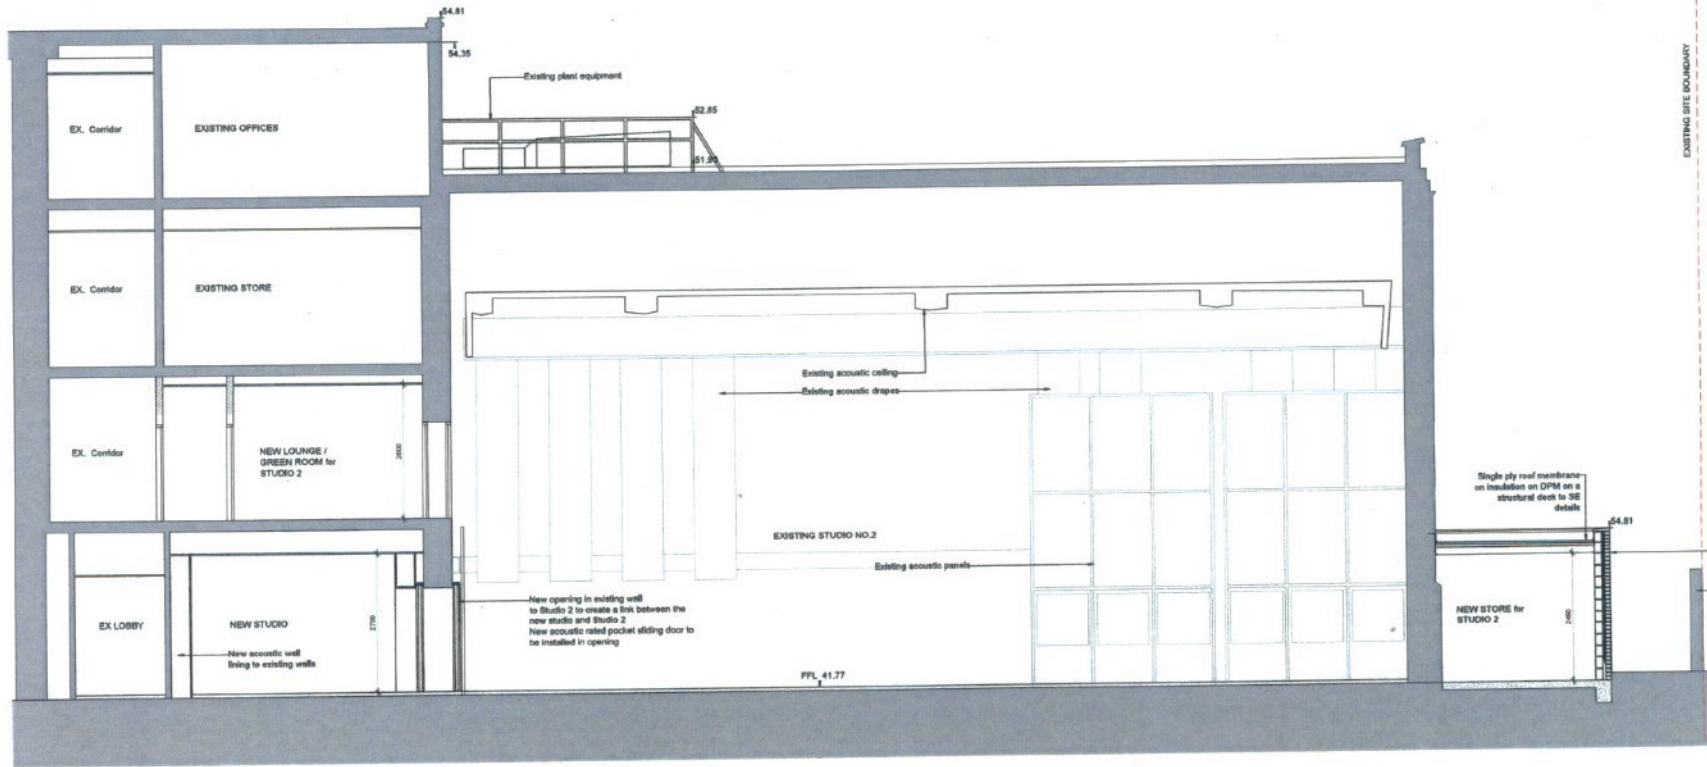 54.81
54.35
Existing plant equipment
52.85
51.90
EX. Corridor
EXISTING OFFICES
EXISTING SITE BOUNDARY
EX. Corridor
EXISTING STORE
Existing acoustic ceiling
Existing acoustic drapes
EX. Corridor
NEW LOUNGE /
GREEN ROOM for
STUDIO 2
2600
Single ply roof membrane
on insulation on DPM on a
structural deck to SE
details
54.81
EXISTING STUDIO NO.2
Existing acoustic panels
EX LOBBY
NEW STUDIO
2700
New opening in existing wall
to Studio 2 to create a link between the
new studio and Studio 2
New acoustic rated pocket sliding door to
be installed in opening
New acoustic wall
lining to existing walls
NEW STORE for
STUDIO 2
FFL 41.77